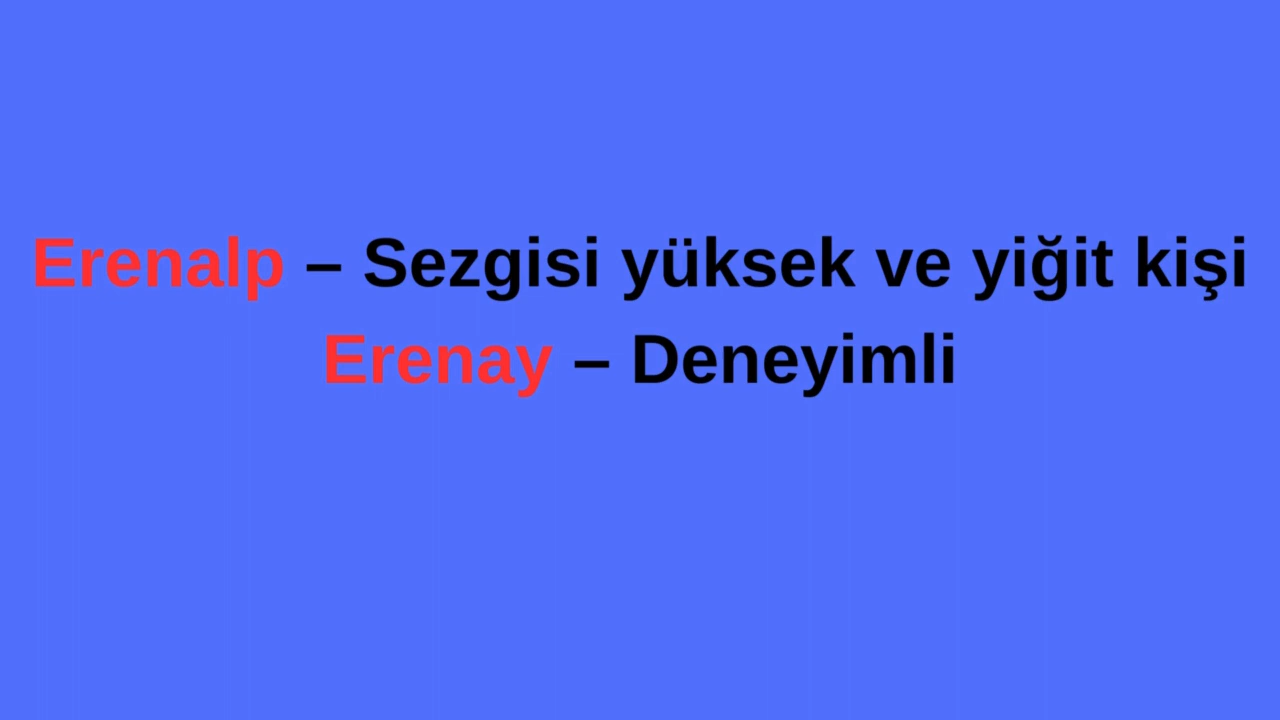 Erenalp – Sezgisi yüksek ve yiğit kişi
Erenay – Deneyimli